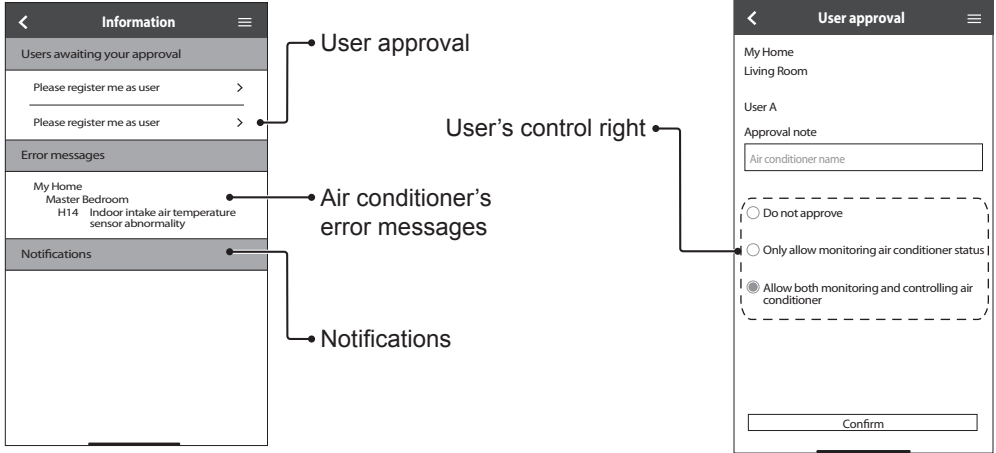 Information
Users awaiting your approval
Please register me as user
Please register me as user
Error messages
My Home
Master Bedroom
H14 Indoor intake air temperature
sensor abnormality
Notifications
User approval
Air conditioner's
error messages
Notifications
User's control right
User approval
My Home
Living Room
User A
Approval note
Air conditioner name
Do not approve
Only allow monitoring air conditioner status
Allow both monitoring and controlling air
conditioner
Confirm